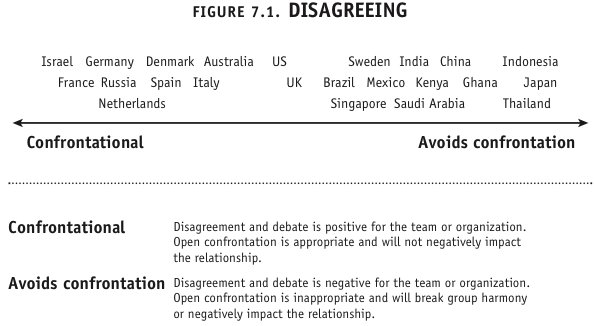 FIGURE 7.1. DISAGREEING
Israel Germany Denmark Australia US Sweden India China Indonesia
France Russia Spain Italy UK Brazil Mexico Kenya Ghana Japan
Netherlands Singapore Saudi Arabia Thailand
Confrontational Avoids confrontation
Confrontational Disagreement and debate is positive for the team or organization.
Open confrontation is appropriate and will not negatively impact
the relationship.
Avoids confrontation Disagreement and debate is negative for the team or organization.
Open confrontation is inappropriate and will break group harmony
or negatively impact the relationship.